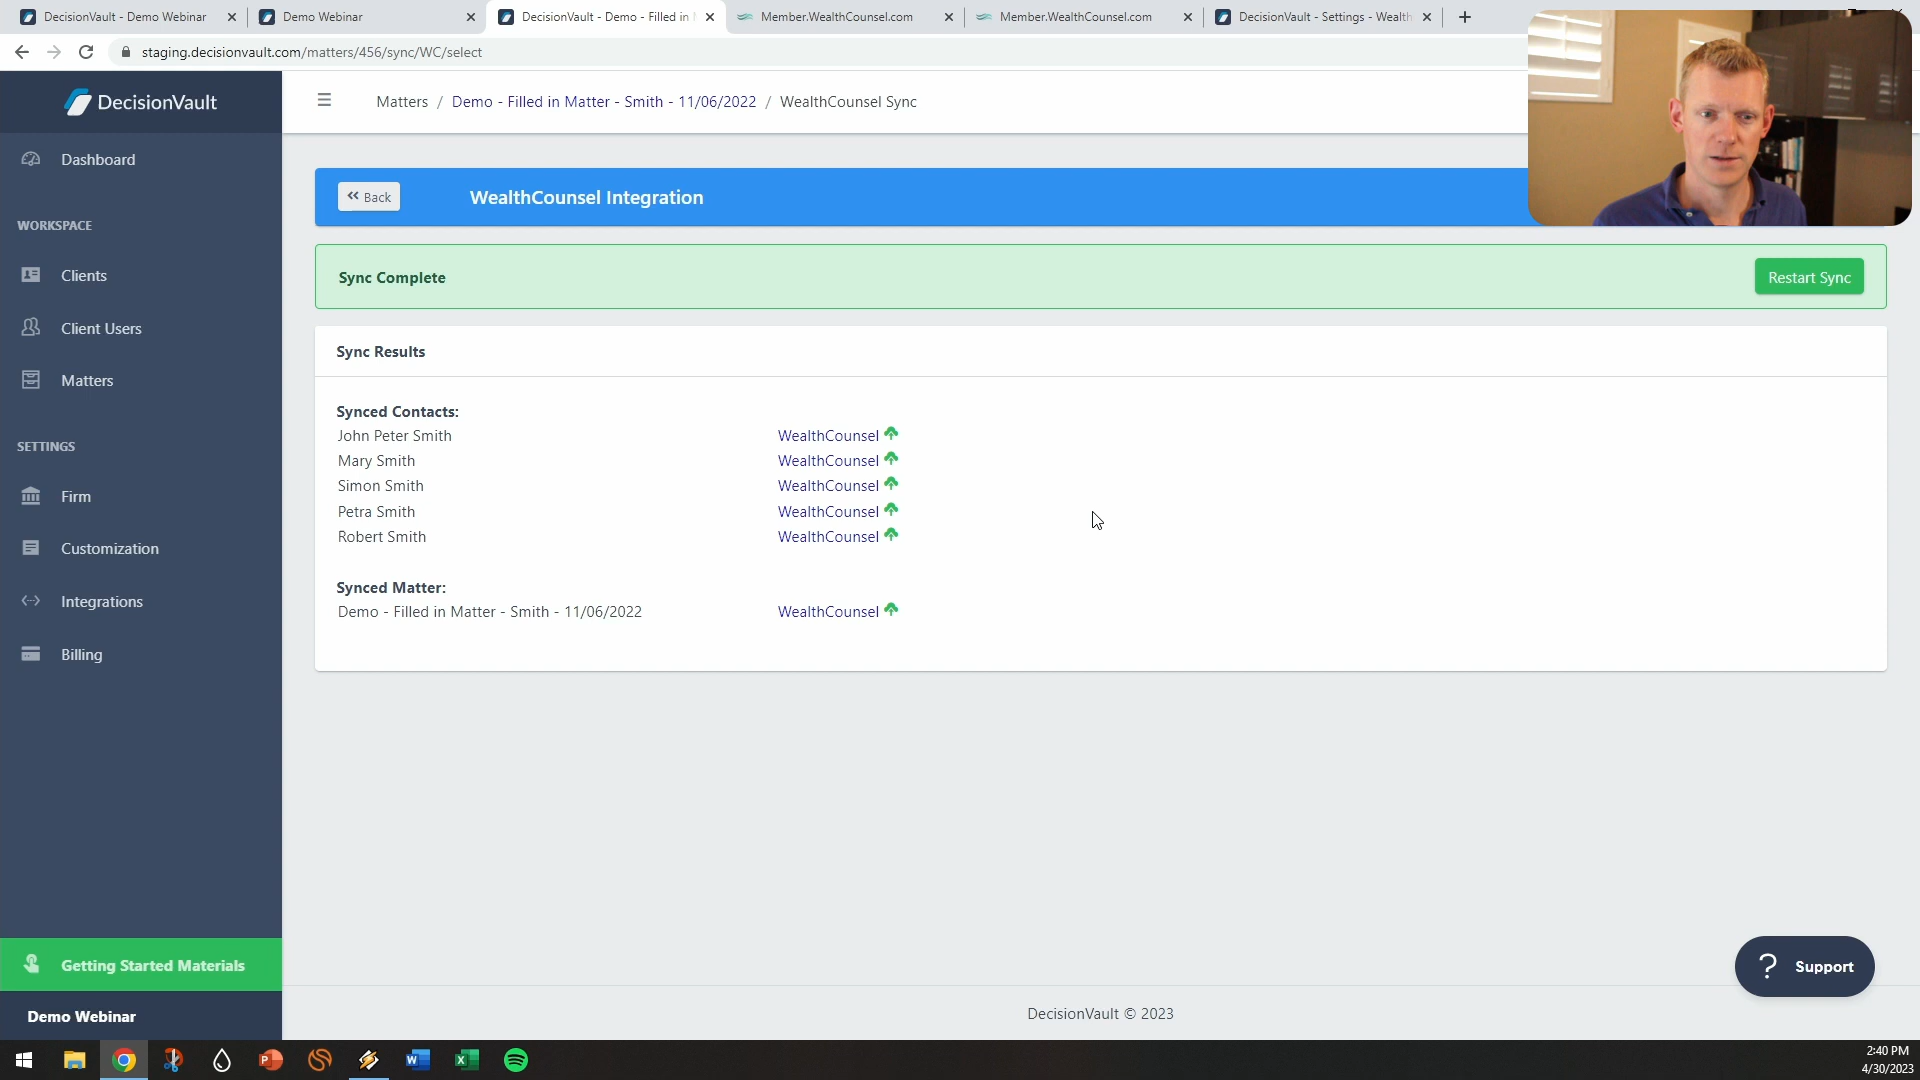 DecisionVault - Demo Webinar
Demo Webinar
DecisionVault - Demo - Filled in
Member.WealthCounsel.com
Member.WealthCounsel.com
DecisionVault - Settings - Wealth
staging.decisionvault.com/matters/456/sync/WC/select
DecisionVault
Matters / Demo - Filled in Matter - Smith - 11/06/2022 / WealthCounsel Sync
Dashboard
WORKSPACE
Clients
Client Users
Matters
SETTINGS
Firm
Customization
Integrations
Billing
Getting Started Materials
Demo Webinar
Back
WealthCounsel Integration
Sync Complete
Restart Sync
Sync Results
Synced Contacts:
John Peter Smith WealthCounsel
Mary Smith WealthCounsel
Simon Smith WealthCounsel
Petra Smith WealthCounsel
Robert Smith WealthCounsel
Synced Matter:
Demo - Filled in Matter - Smith - 11/06/2022 WealthCounsel
? Support
DecisionVault © 2023
2:40 PM
4/30/2023